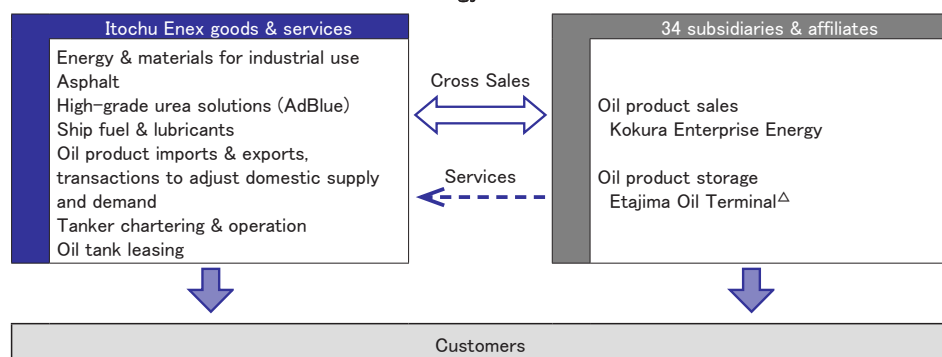 Itochu Enex goods & services
Energy & materials for industrial use
Asphalt
High-grade urea solutions (AdBlue)
Ship fuel & lubricants
Oil product imports & exports,
transactions to adjust domestic supply
and demand
Tanker chartering & operation
Oil tank leasing
Cross Sales
Services
34 subsidiaries & affiliates
Oil product sales
Kokura Enterprise Energy
Oil product storage
Etajima Oil Terminal△
Customers